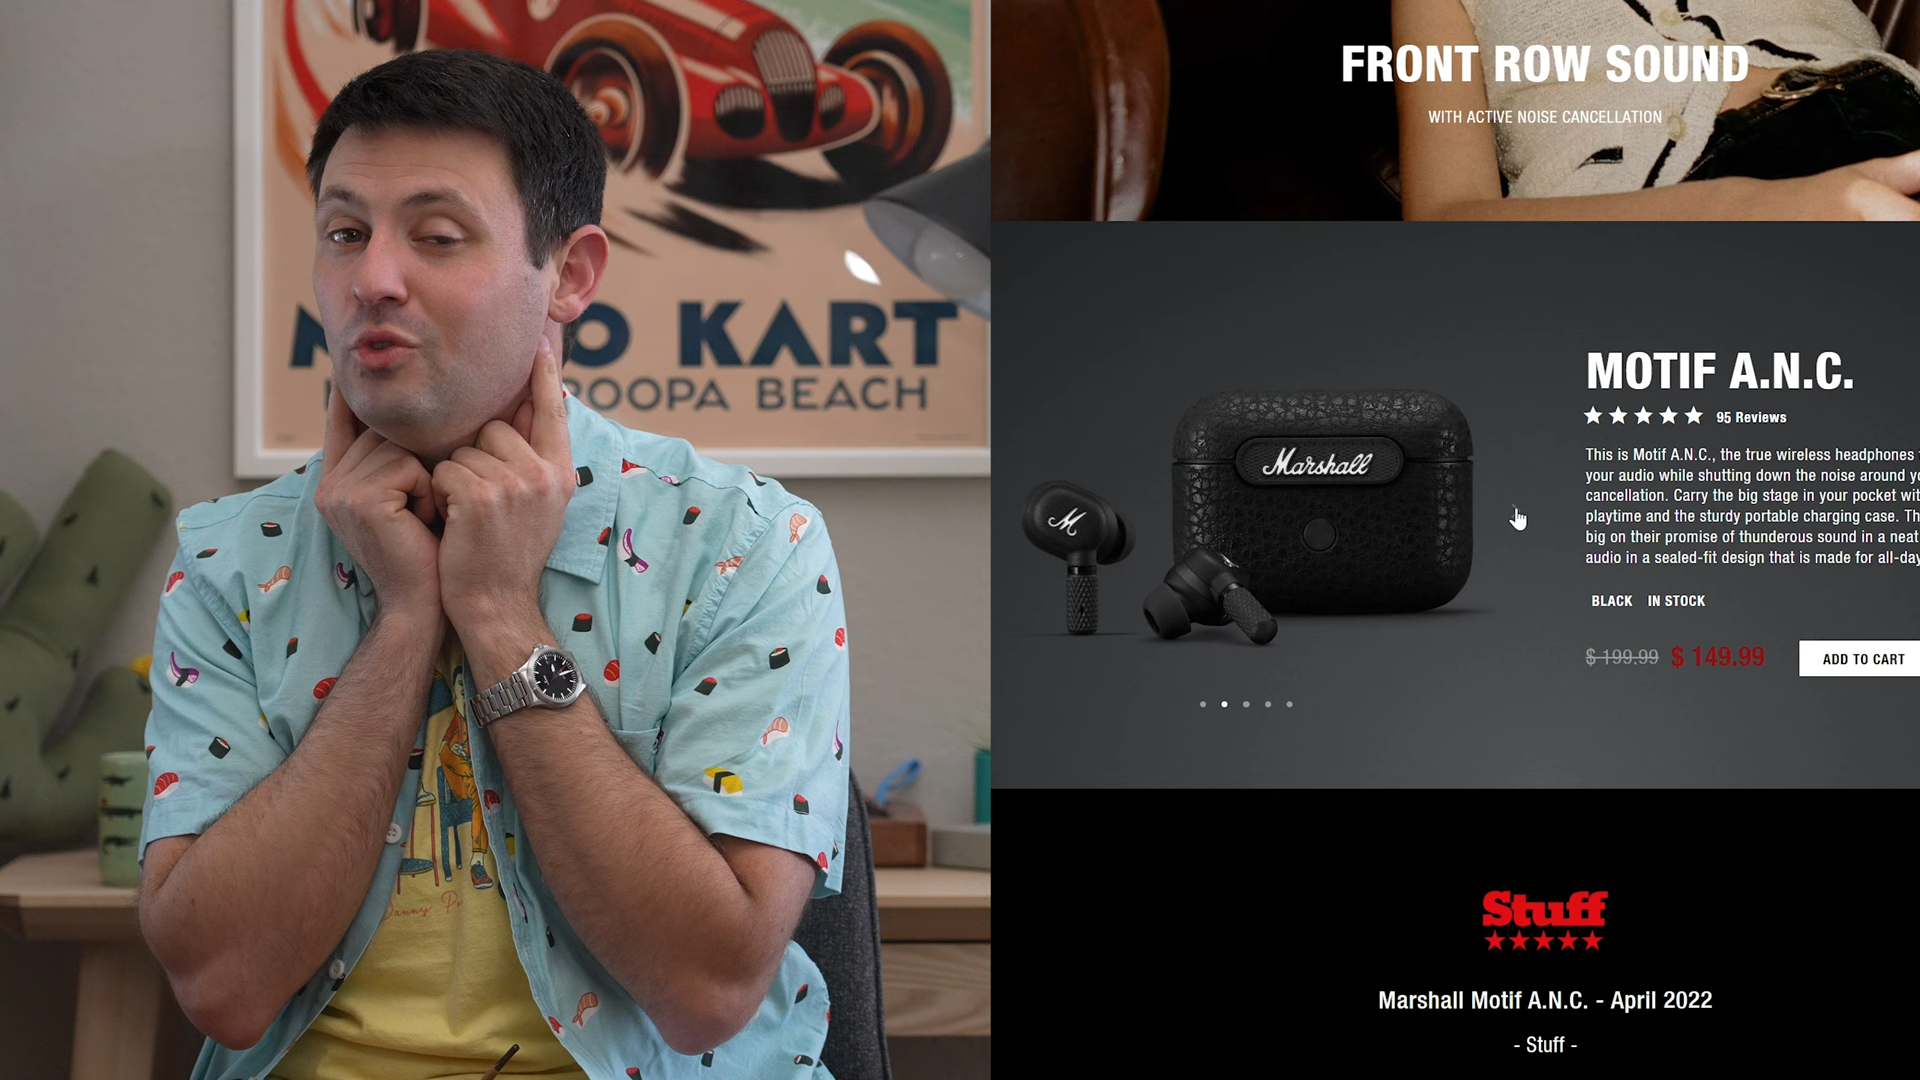 KART
OOPA BEACH
Danny
FRONT ROW SOUND
WITH ACTIVE NOISE CANCELLATION
Marshall
M
MOTIF A.N.C.
95 Reviews
This is Motif A.N.C., the true wireless headphones
your audio while shutting down the noise around
cancellation. Carry the big stage in your pocket
playtime and the sturdy portable charging case.
big on their promise of thunderous sound in a neat
audio in a sealed-fit design that is made for
BLACK IN STOCK
$ 199.99 $ 149.99
ADD TO CART
Stuff
Marshall Motif A.N.C. - April 2022
- Stuff -